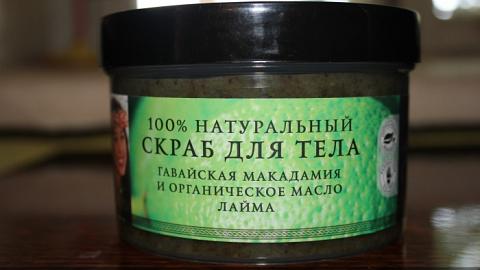 100% НАТУРАЛЬНЫЙ
СКРАБ ДЛЯ ТЕЛА
ГАВАЙСКАЯ МАКАДАМИЯ
И ОРГАНИЧЕСКОЕ МАСЛО
ЛАЙМА